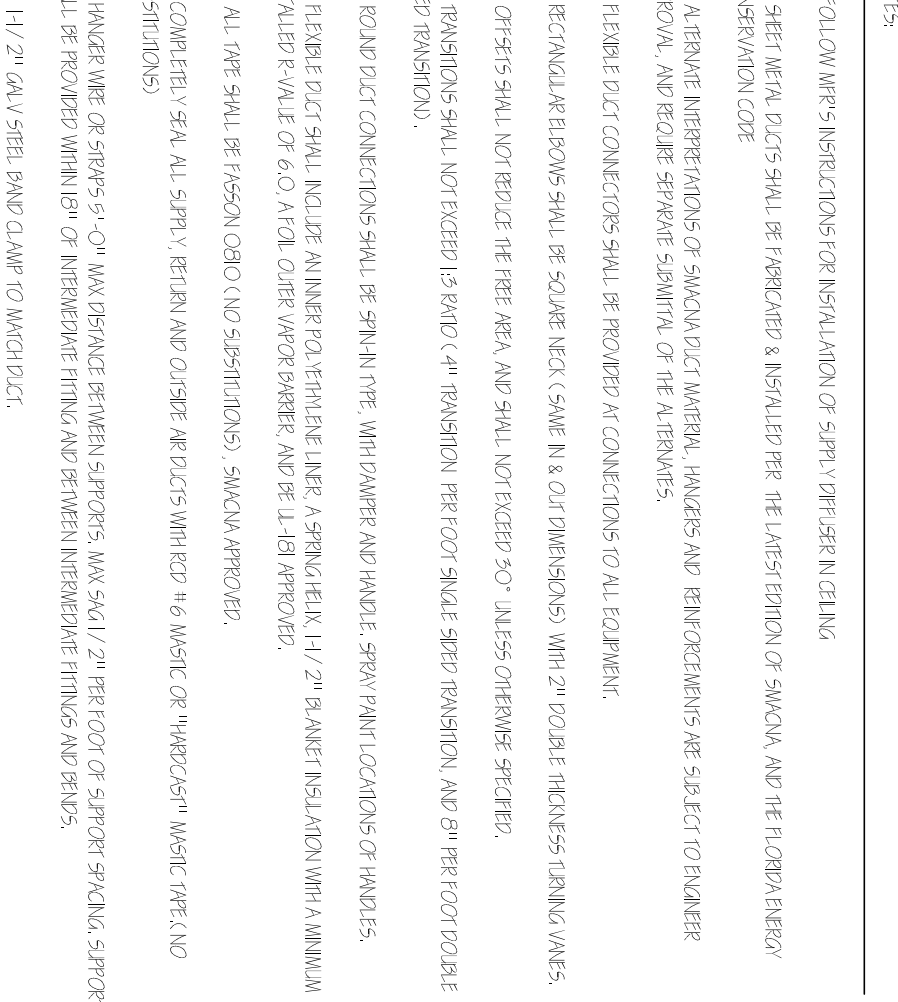 TES:
FOLLOW MFR'S INSTRUCTIONS FOR INSTALLATION OF SUPPLY DIFFUSER IN CEILING
SHEET METAL DUCTS SHALL BE FABRICATED & INSTALLED PER THE LATEST EDITION OF SMACNA, AND THE FLORIDA ENERGY
NSERVATION CODE
ALTERNATE INTERPRETATIONS OF SMACNA DUCT MATERIAL, HANGERS AND REINFORCEMENTS ARE SUBJECT TO ENGINEER
ROVAL, AND REQUIRE SEPARATE SUBMITTAL OF THE ALTERNATES.
FLEXIBLE DUCT CONNECTORS SHALL BE PROVIDED AT CONNECTIONS TO ALL EQUIPMENT.
RECTANGULAR ELBOWS SHALL BE SQUARE NECK ( SAME IN & OUT DIMENSIONS) WITH 2" DOUBLE THICKNESS TURNING VANES.
OFFSETS SHALL NOT REDUCE THE FREE AREA, AND SHALL NOT EXCEED 30° UNLESS OTHERWISE SPECIFIED.
TRANSITIONS SHALL NOT EXCEED 1:3 RATIO ( 4" TRANSITION PER FOOT SINGLE SIDED TRANSITION, AND 8" PER FOOT DOUBLE
ED TRANSITION) .
ROUND DUCT CONNECTIONS SHALL BE SPIN-IN TYPE, WITH DAMPER AND HANDLE. SPRAY PAINT LOCATIONS OF HANDLES.
FLEXIBLE DUCT SHALL INCLUDE AN INNER POLYETHYLENE LINER, A SPRING HELIX, 1-1/ 2" BLANKET INSULATION WITH A MINIMUM
TALLED R-VALUE OF 6.0, A FOIL OUTER VAPOR BARRIER, AND BE UL-181 APPROVED.
ALL TAPE SHALL BE FASSON 0810 ( NO SUBSTITUTIONS) , SMACNA APPROVED.
COMPLETELY SEAL ALL SUPPLY, RETURN AND OUTSIDE AIR DUCTS WITH RCD #6 MASTIC OR "HARDCAST" MASTIC TAPE.( NO
STITUTIONS)
HANGER WIRE OR STRAPS 5'-0" MAX DISTANCE BETWEEN SUPPORTS. MAX SAG 1/ 2" PER FOOT OF SUPPORT SPACING. SUPPOR
LL BE PROVIDED WITHIN 18" OF INTERMEDIATE FITTING AND BETWEEN INTERMEDIATE FITTINGS AND BENDS.
1-1/ 2" GALV STEEL BAND CLAMP TO MATCH DUCT.